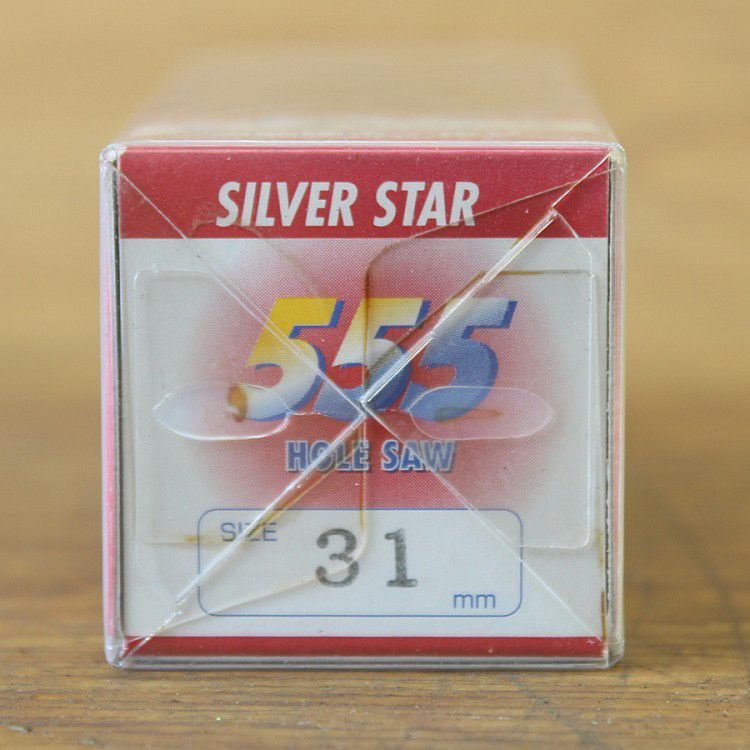 SILVER STAR
555
HOLE SAW
SIZE 31 mm